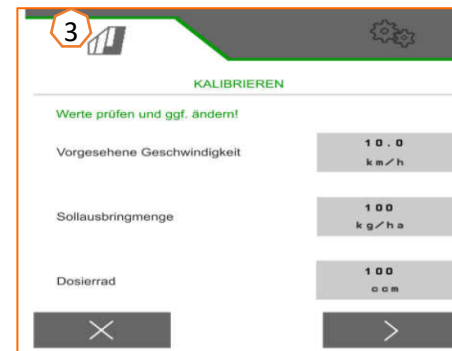 3
KALIBRIEREN
Werte prüfen und ggf. ändern!
Vorgesehene Geschwindigkeit
10.0
km/h
Sollausbringmenge
100
kg/ha
Dosierrad
100
ccm